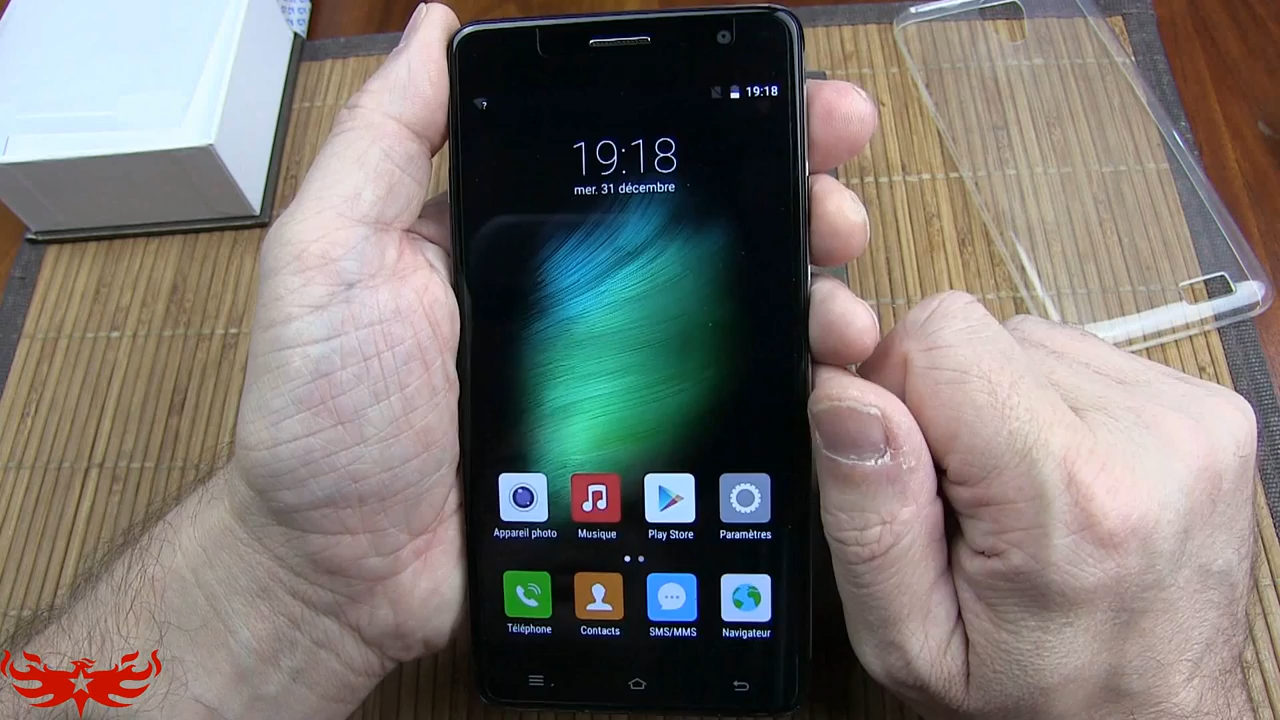 19:18
19:18
mer. 31 décembre
Appareil photo Musique Play Store Paramètres
Téléphone Contacts SMS/MMS Navigateur